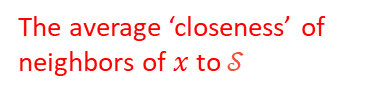 The average ‘closeness’ of
neighbors of 𝑥 to 𝒮